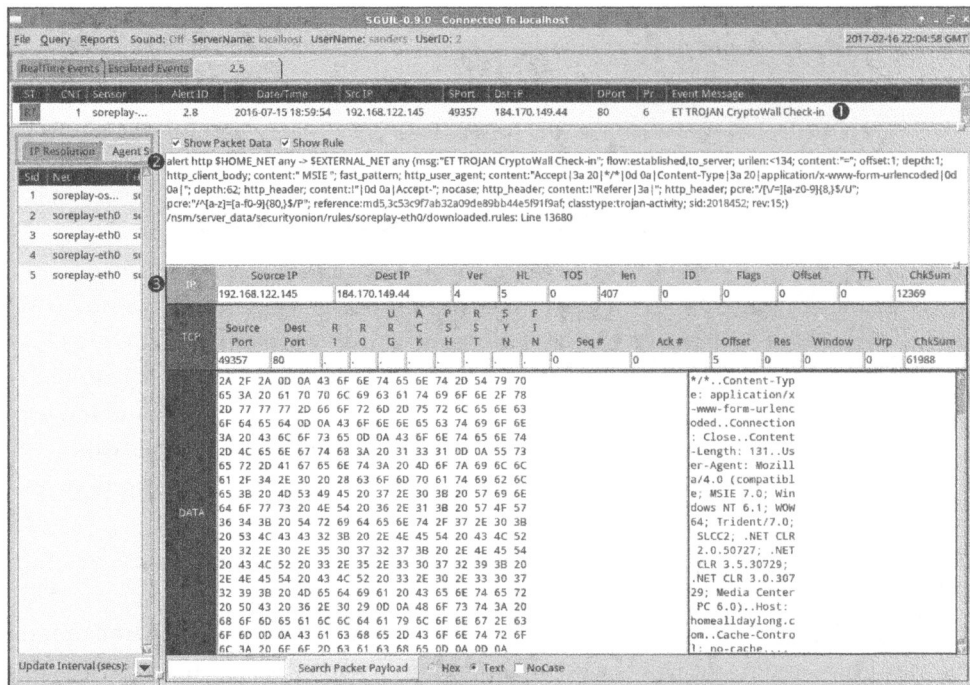 SGUIL-0.9.0 - Connected To localhost
File Query Reports Sound: Off ServerName: localhost UserName: sanders UserID: 2 2017-02-16 22:04:58 GMT
RealTime Events Escalated Events 2.5
ST CNT Sensor Alert ID Date/Time Src IP SPort Dst IP DPort Pr Event Message
RT 1 soreplay-... 2.8 2016-07-15 18:59:54 192.168.122.145 49357 184.170.149.44 80 6 ET TROJAN CryptoWall Check-in ❶
IP Resolution Agent S
Sid Net
1 soreplay-os...
2 soreplay-eth0
3 soreplay-eth0
4 soreplay-eth0
5 soreplay-eth0
Update Interval (secs):
Show Packet Data Show Rule
❷ alert http $HOME_NET any -> $EXTERNAL_NET any (msg:"ET TROJAN CryptoWall Check-in"; flow:established,to_server; urilen:<134; content:"="; offset:1; depth:1;
http_client_body; content:" MSIE "; fast_pattern; http_user_agent; content:"Accept|3a 20|*/*|0d 0a|Content-Type|3a 20|application/x-www-form-urlencoded|0d
0a|"; depth:62; http_header; content:!"|0d 0a|Accept-"; nocase; http_header; content:!"Referer|3a|"; http_header; pcre:"/[\/=][a-z0-9]{8,}$/U";
pcre:"/^[a-z]=[a-f0-9]{80,}$/P"; reference:md5,3c53c9f7ab32a09de89bb44e5f91f9af; classtype:trojan-activity; sid:2018452; rev:15;)
/nsm/server_data/securityonion/rules/soreplay-eth0/downloaded.rules: Line 13680
❸
IP
Source IP Dest IP Ver HL TOS len ID Flags Offset TTL ChkSum
192.168.122.145 184.170.149.44 4 5 0 407 0 0 0 0 12369
TCP
Source Port Dest Port R1 R0 URG ACK PSH RST SYN FIN Seq # Ack # Offset Res Window Urp ChkSum
49357 80 . . . . . . . . 0 0 5 0 0 0 61988
DATA
2A 2F 2A 0D 0A 43 6F 6E 74 65 6E 74 2D 54 79 70 */*..Content-Typ
65 3A 20 61 70 70 6C 69 63 61 74 69 6F 6E 2F 78 e: application/x
2D 77 77 77 2D 66 6F 72 6D 2D 75 72 6C 65 6E 63 -www-form-urlenc
6F 64 65 64 0D 0A 43 6F 6E 6E 65 63 74 69 6F 6E oded..Connection
3A 20 43 6C 6F 73 65 0D 0A 43 6F 6E 74 65 6E 74 : Close..Content
2D 4C 65 6E 67 74 68 3A 20 31 33 31 0D 0A 55 73 -Length: 131..Us
65 72 2D 41 67 65 6E 74 3A 20 4D 6F 7A 69 6C 6C er-Agent: Mozill
61 2F 34 2E 30 20 28 63 6F 6D 70 61 74 69 62 6C a/4.0 (compatibl
65 3B 20 4D 53 49 45 20 37 2E 30 3B 20 57 69 6E e; MSIE 7.0; Win
64 6F 77 73 20 4E 54 20 36 2E 31 3B 20 57 4F 57 dows NT 6.1; WOW
36 34 3B 20 54 72 69 64 65 6E 74 2F 37 2E 30 3B 64; Trident/7.0;
20 53 4C 43 43 32 3B 20 2E 4E 45 54 20 43 4C 52 SLCC2; .NET CLR
20 32 2E 30 2E 35 30 37 32 37 3B 20 2E 4E 45 54 2.0.50727; .NET
20 43 4C 52 20 33 2E 35 2E 33 30 37 32 39 3B 20 CLR 3.5.30729;
2E 4E 45 54 20 43 4C 52 20 33 2E 30 2E 33 30 37 .NET CLR 3.0.307
32 39 3B 20 4D 65 64 69 61 20 43 65 6E 74 65 72 29; Media Center
20 50 43 20 36 2E 30 29 0D 0A 48 6F 73 74 3A 20 PC 6.0)..Host:
68 6F 6D 65 61 6C 6C 64 61 79 6C 6F 6E 67 2E 63 homealldaylong.c
6F 6D 0D 0A 43 61 63 68 65 2D 43 6F 6E 74 72 6F om..Cache-Contro
6C 3A 20 6E 6F 2D 63 61 63 68 65 0D 0A 0D 0A l: no-cache....
Search Packet Payload Hex Text NoCase